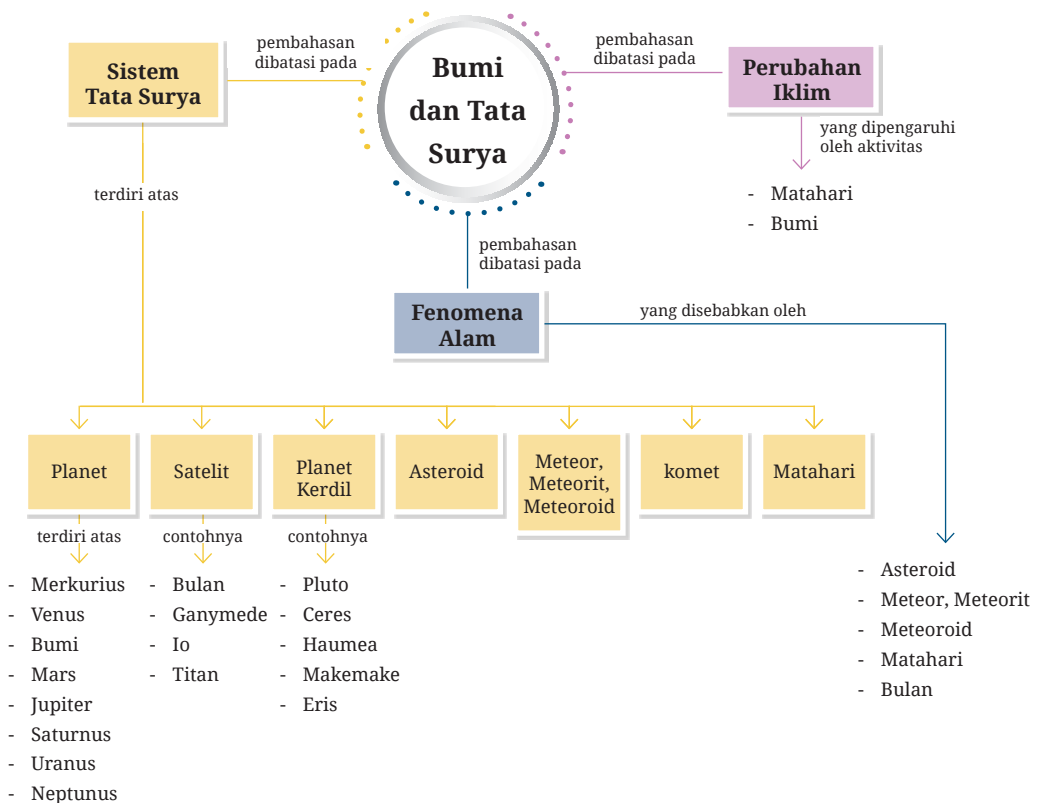 Bumi
dan Tata
Surya
pembahasan
dibatasi pada
Sistem
Tata Surya
terdiri atas
Planet
terdiri atas
- Merkurius
- Venus
- Bumi
- Mars
- Jupiter
- Saturnus
- Uranus
- Neptunus
Satelit
contohnya
- Bulan
- Ganymede
- Io
- Titan
Planet
Kerdil
contohnya
- Pluto
- Ceres
- Haumea
- Makemake
- Eris
Asteroid
Meteor,
Meteorit,
Meteoroid
komet
Matahari
pembahasan
dibatasi pada
Fenomena
Alam
yang disebabkan oleh
- Asteroid
- Meteor, Meteorit
- Meteoroid
- Matahari
- Bulan
pembahasan
dibatasi pada
Perubahan
Iklim
yang dipengaruhi
oleh aktivitas
- Matahari
- Bumi